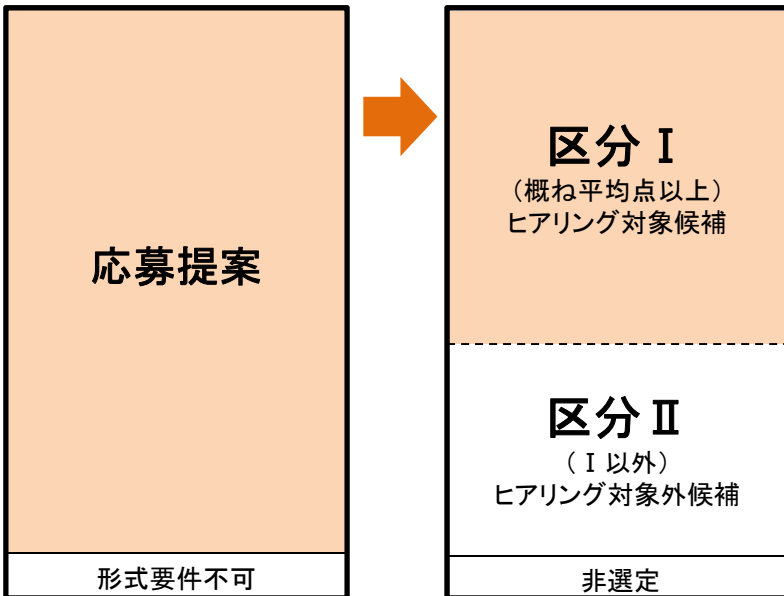 応募提案
形式要件不可
区分Ⅰ
（概ね平均点以上）
ヒアリング対象候補
区分Ⅱ
（Ⅰ以外）
ヒアリング対象外候補
非選定